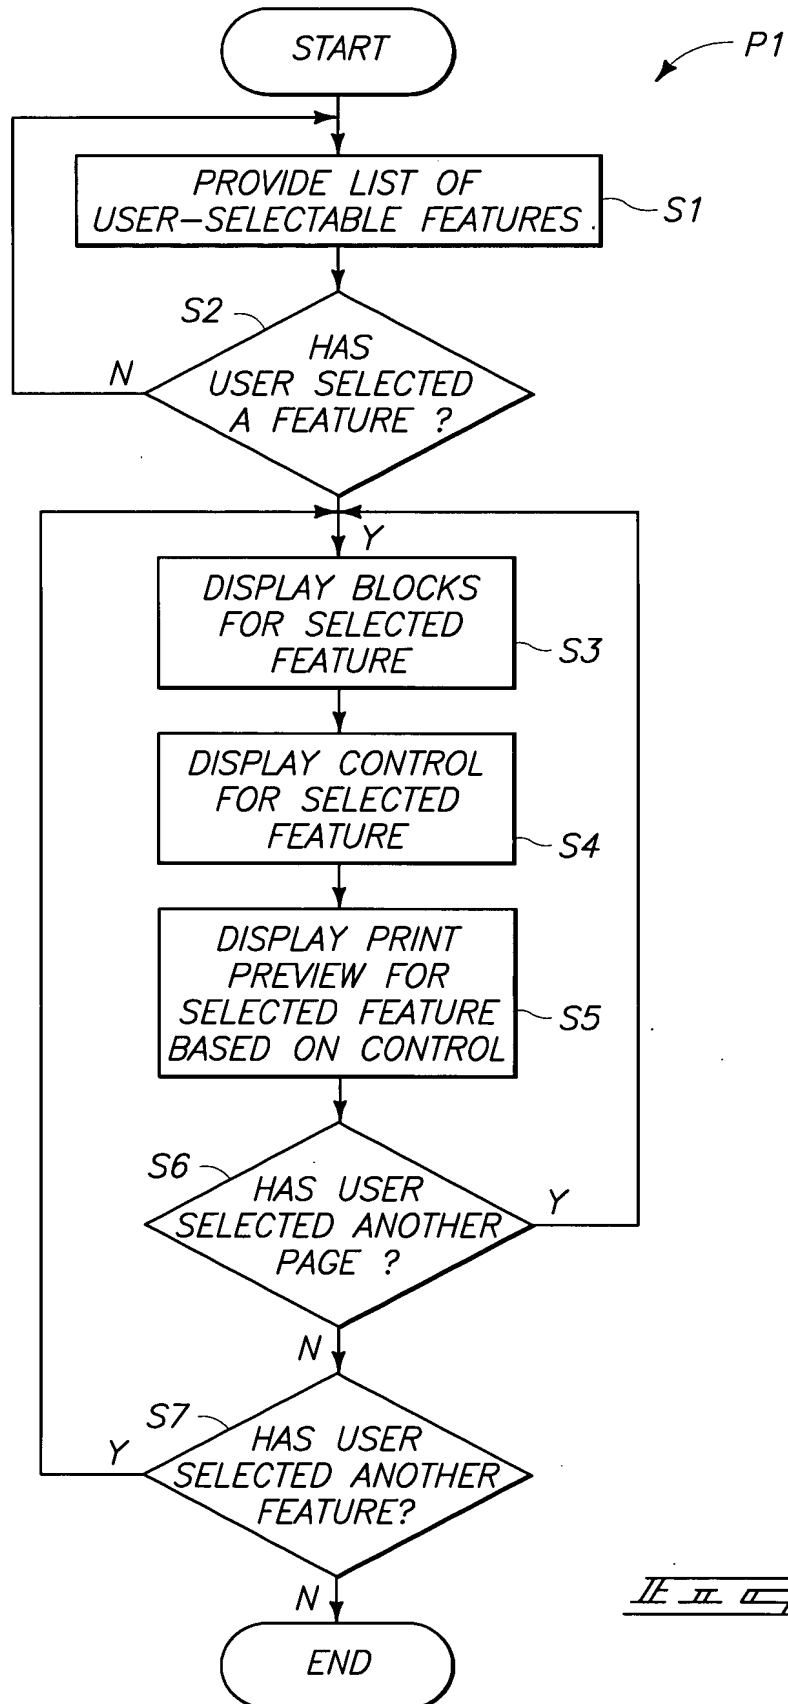 START
P1
PROVIDE LIST OF
USER-SELECTABLE FEATURES
S1
S2
HAS
USER SELECTED
A FEATURE ?
N
Y
DISPLAY BLOCKS
FOR SELECTED
FEATURE
S3
DISPLAY CONTROL
FOR SELECTED
FEATURE
S4
DISPLAY PRINT
PREVIEW FOR
SELECTED FEATURE
BASED ON CONTROL
S5
S6
HAS USER
SELECTED ANOTHER
PAGE ?
Y
N
S7
HAS USER
SELECTED ANOTHER
FEATURE?
Y
N
END